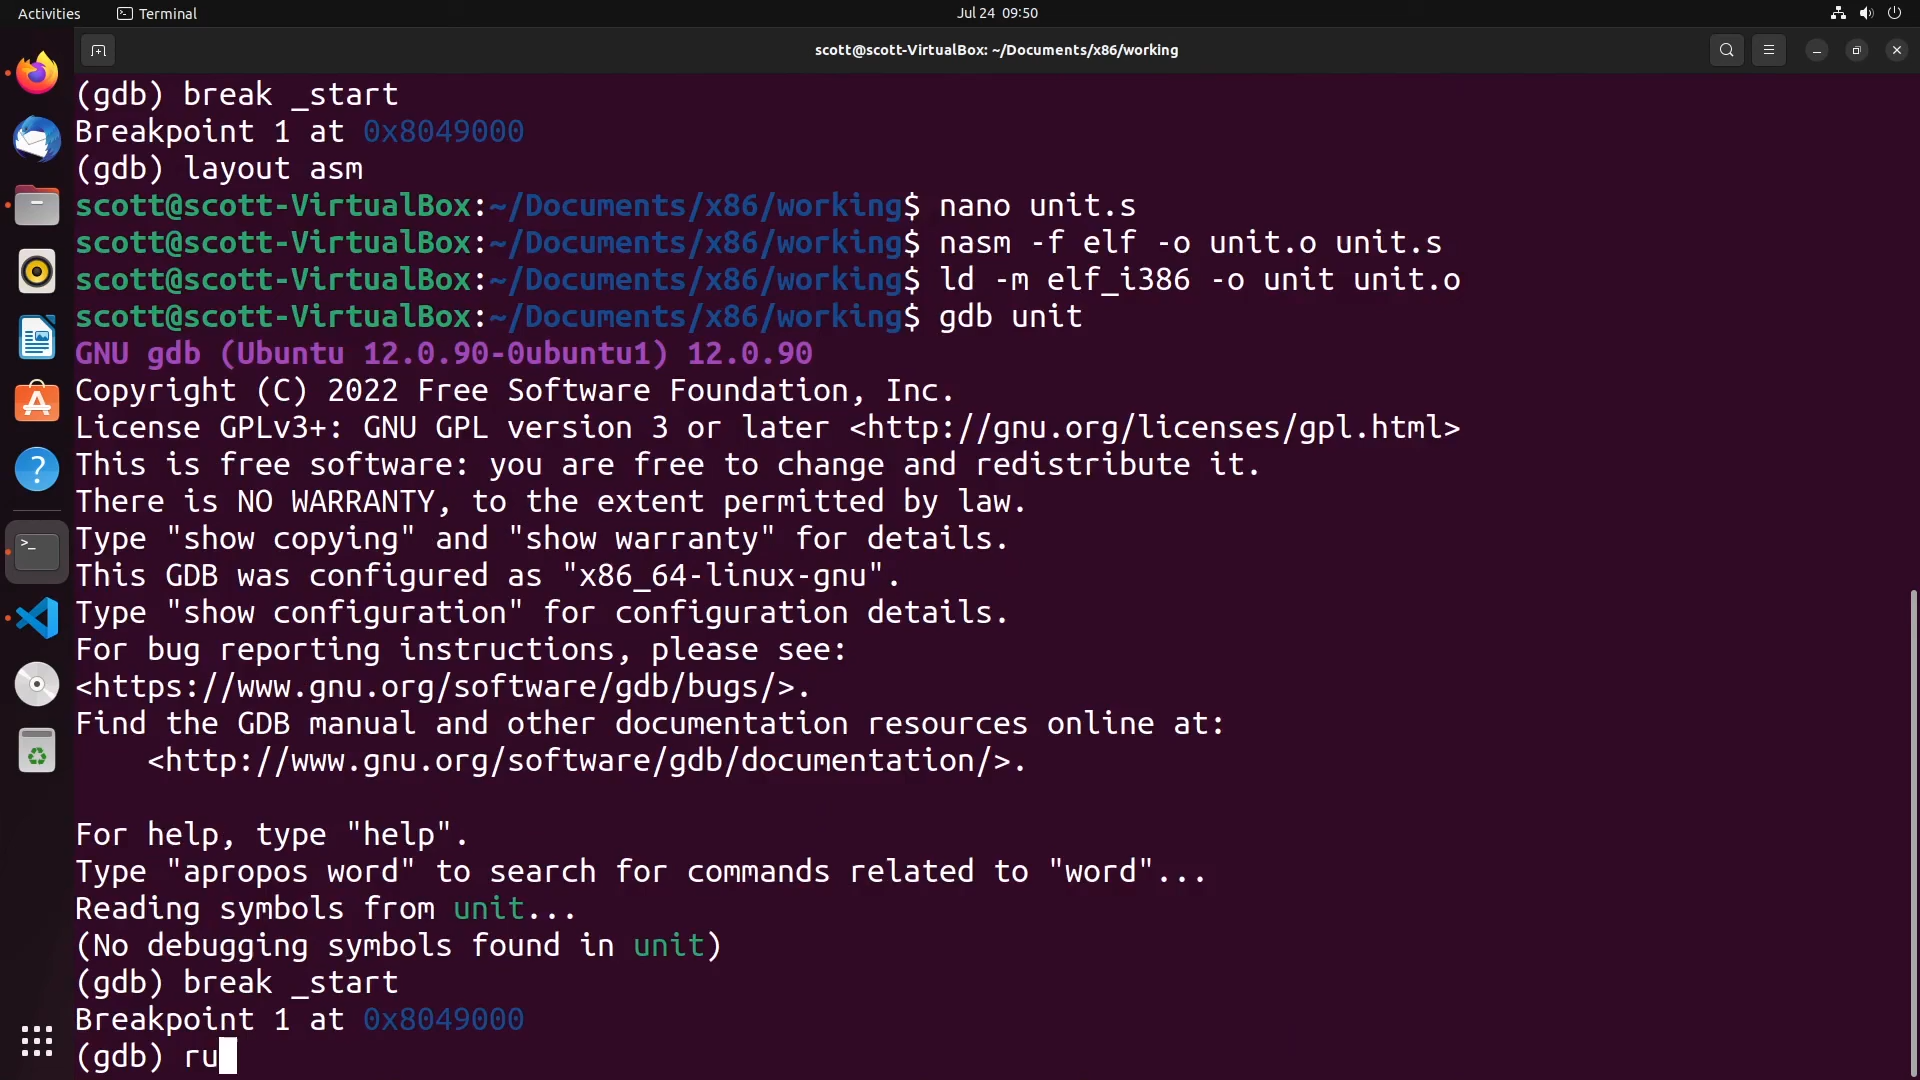 Activities
Terminal
Jul 24 09:50
scott@scott-VirtualBox: ~/Documents/x86/working
(gdb) break _start
Breakpoint 1 at 0x8049000
(gdb) layout asm
scott@scott-VirtualBox:~/Documents/x86/working$ nano unit.s
scott@scott-VirtualBox:~/Documents/x86/working$ nasm -f elf -o unit.o unit.s
scott@scott-VirtualBox:~/Documents/x86/working$ ld -m elf_i386 -o unit unit.o
scott@scott-VirtualBox:~/Documents/x86/working$ gdb unit
GNU gdb (Ubuntu 12.0.90-0ubuntu1) 12.0.90
Copyright (C) 2022 Free Software Foundation, Inc.
License GPLv3+: GNU GPL version 3 or later <http://gnu.org/licenses/gpl.html>
This is free software: you are free to change and redistribute it.
There is NO WARRANTY, to the extent permitted by law.
Type "show copying" and "show warranty" for details.
This GDB was configured as "x86_64-linux-gnu".
Type "show configuration" for configuration details.
For bug reporting instructions, please see:
<https://www.gnu.org/software/gdb/bugs/>.
Find the GDB manual and other documentation resources online at:
    <http://www.gnu.org/software/gdb/documentation/>.

For help, type "help".
Type "apropos word" to search for commands related to "word"...
Reading symbols from unit...
(No debugging symbols found in unit)
(gdb) break _start
Breakpoint 1 at 0x8049000
(gdb) ru